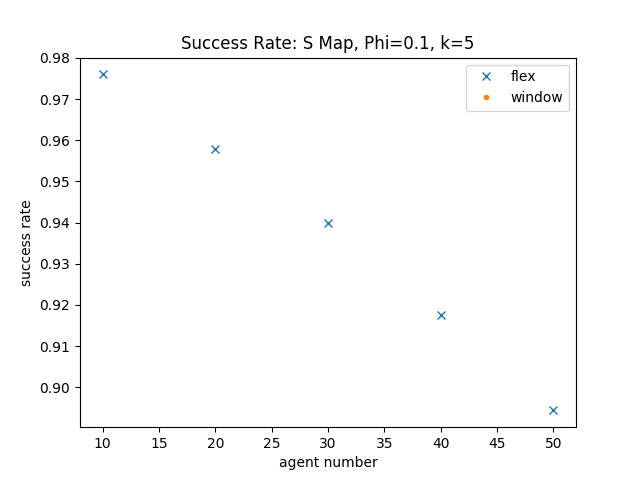 Success Rate: S Map, Phi=0.1, k=5
flex
window
0.98
0.97
0.96
0.95
0.94
0.93
0.92
0.91
0.90
success rate
10 15 20 25 30 35 40 45 50
agent number